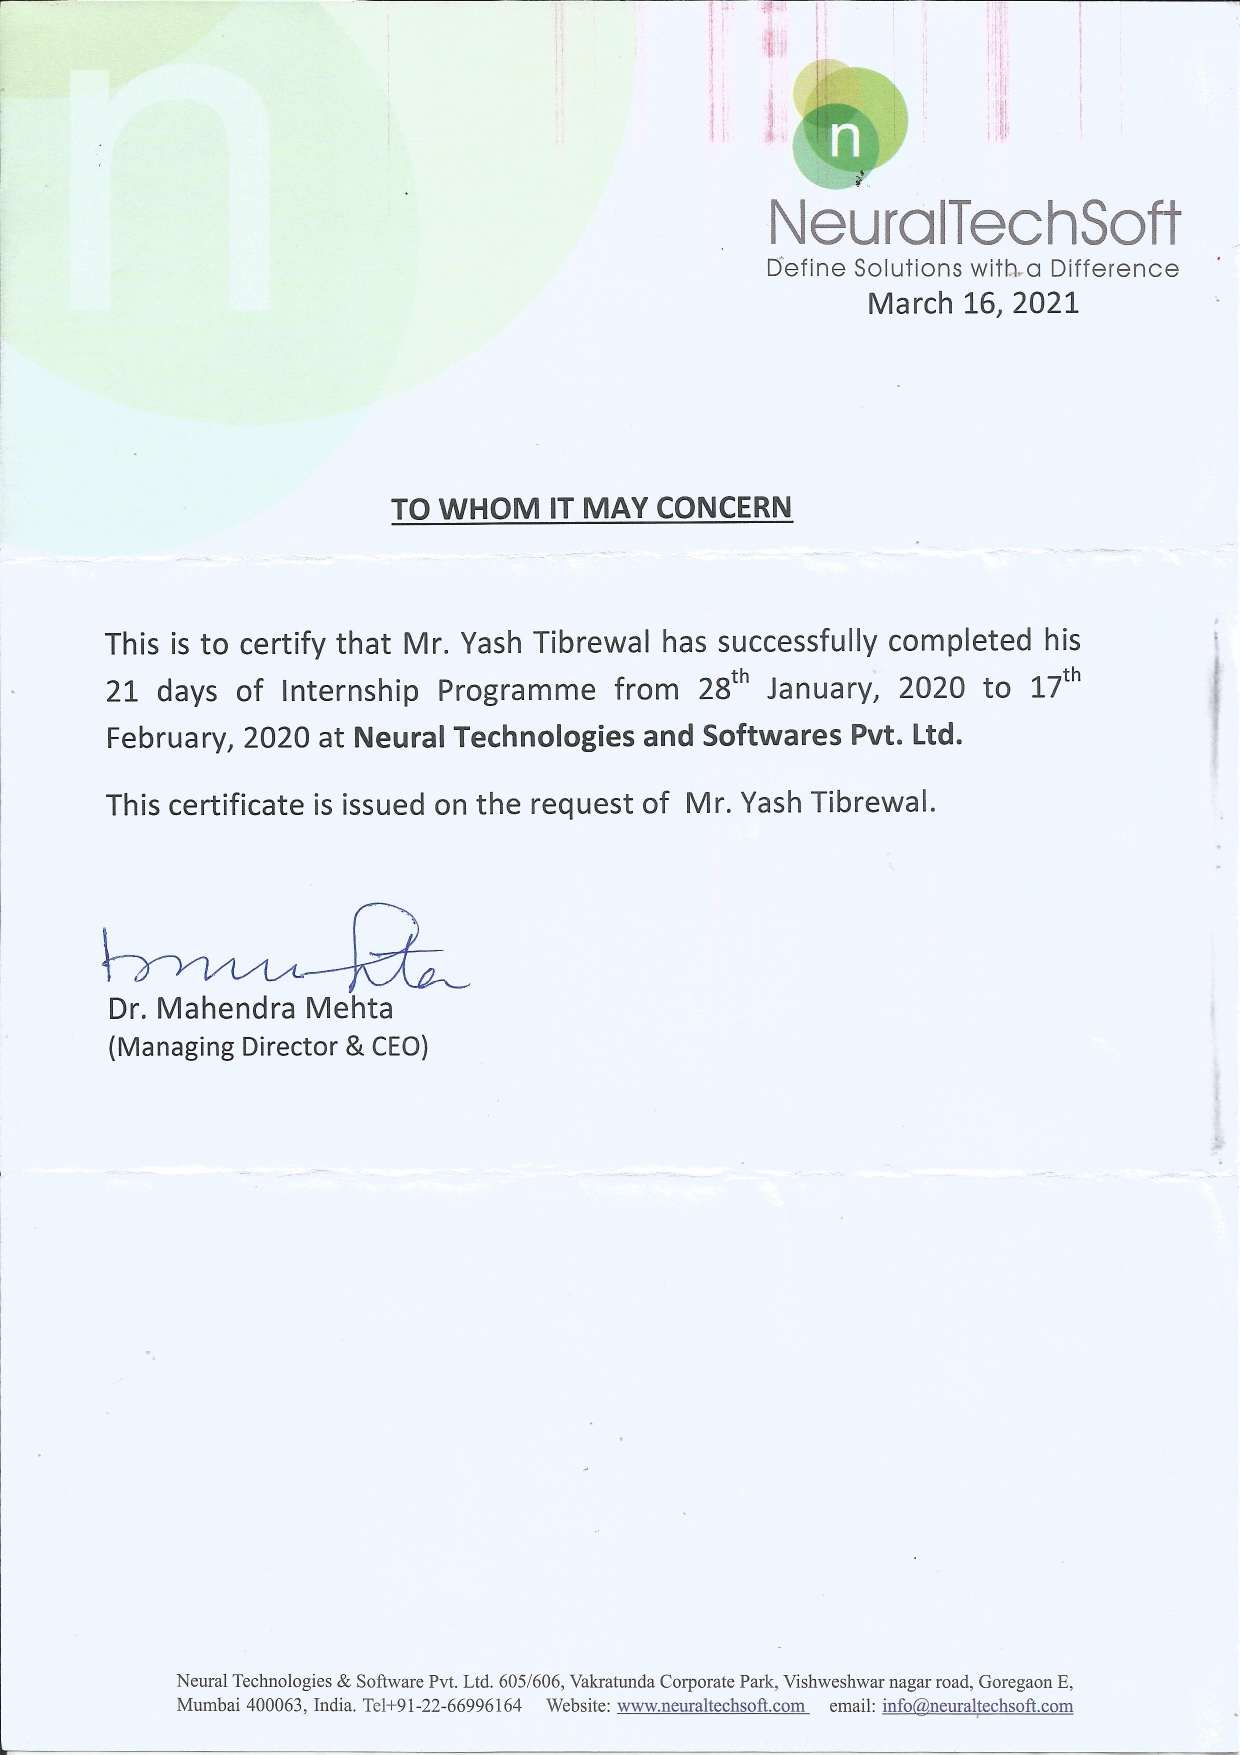 n
n
NeuralTechSoft
Define Solutions with a Difference
March 16, 2021
TO WHOM IT MAY CONCERN
This is to certify that Mr. Yash Tibrewal has successfully completed his
21 days of Internship Programme from 28th January, 2020 to 17th
February, 2020 at Neural Technologies and Softwares Pvt. Ltd.
This certificate is issued on the request of Mr. Yash Tibrewal.
Dr. Mahendra Mehta
(Managing Director & CEO)
Neural Technologies & Software Pvt. Ltd. 605/606, Vakratunda Corporate Park, Vishweshwar nagar road, Goregaon E,
Mumbai 400063, India. Tel+91-22-66996164 Website: www.neuraltechsoft.com email: info@neuraltechsoft.com